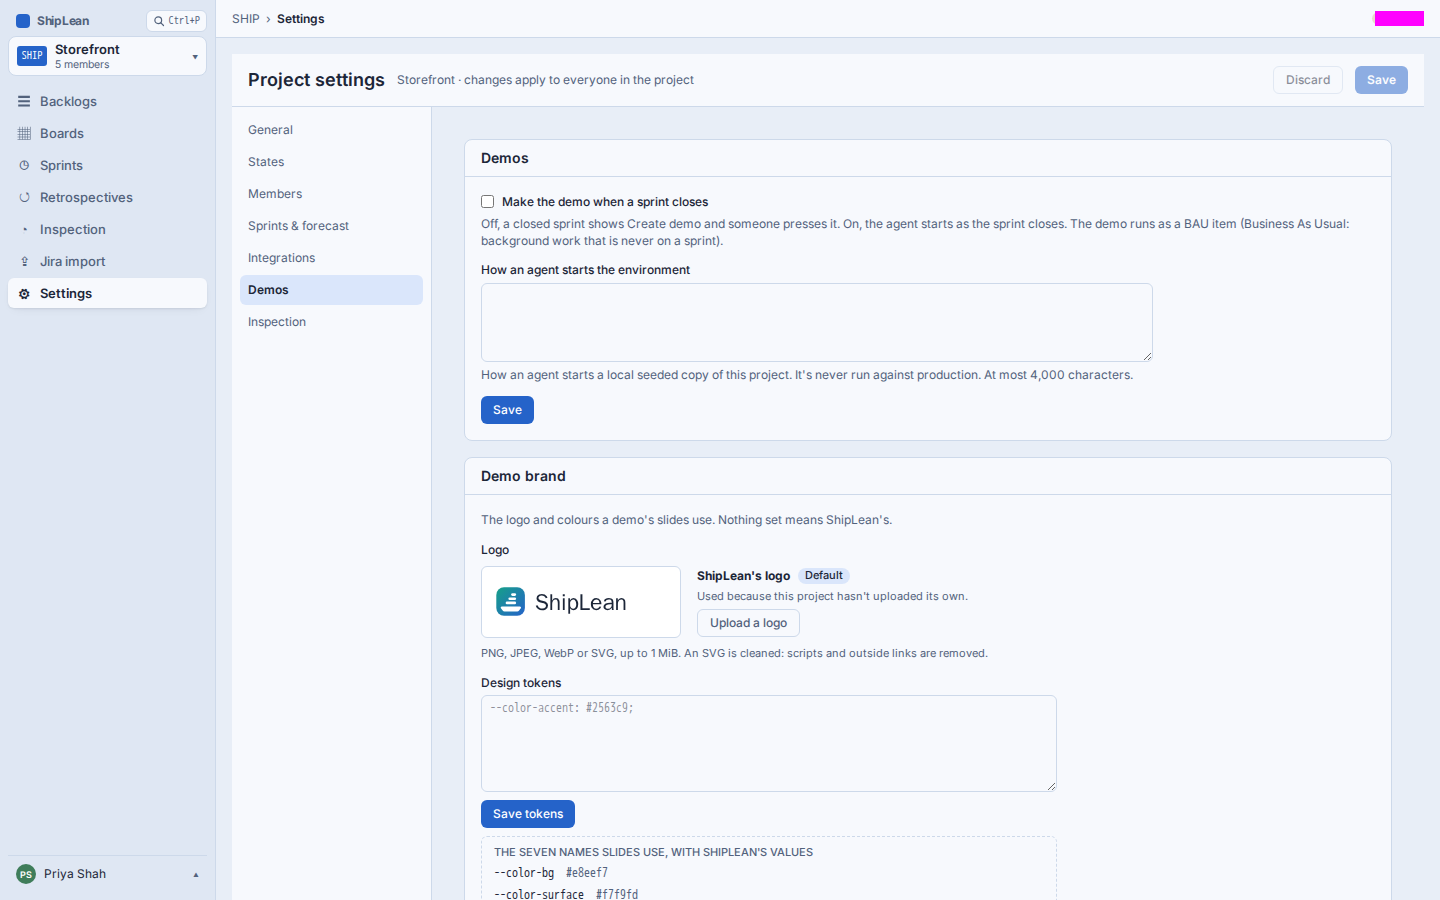 ShipLean
Ctrl+P
SHIP
Storefront
5 members
Backlogs
Boards
Sprints
Retrospectives
Inspection
Jira import
Settings
PS
Priya Shah
SHIP › Settings
Project settings
Storefront · changes apply to everyone in the project
Discard
Save
General
States
Members
Sprints & forecast
Integrations
Demos
Inspection
Demos
Make the demo when a sprint closes
Off, a closed sprint shows Create demo and someone presses it. On, the agent starts as the sprint closes. The demo runs as a BAU item (Business As Usual:
background work that is never on a sprint).
How an agent starts the environment
How an agent starts a local seeded copy of this project. It's never run against production. At most 4,000 characters.
Save
Demo brand
The logo and colours a demo's slides use. Nothing set means ShipLean's.
Logo
ShipLean
ShipLean's logo
Default
Used because this project hasn't uploaded its own.
Upload a logo
PNG, JPEG, WebP or SVG, up to 1 MiB. An SVG is cleaned: scripts and outside links are removed.
Design tokens
--color-accent: #2563c9;
Save tokens
THE SEVEN NAMES SLIDES USE, WITH SHIPLEAN'S VALUES
--color-bg #e8eef7
--color-surface #f7f9fd